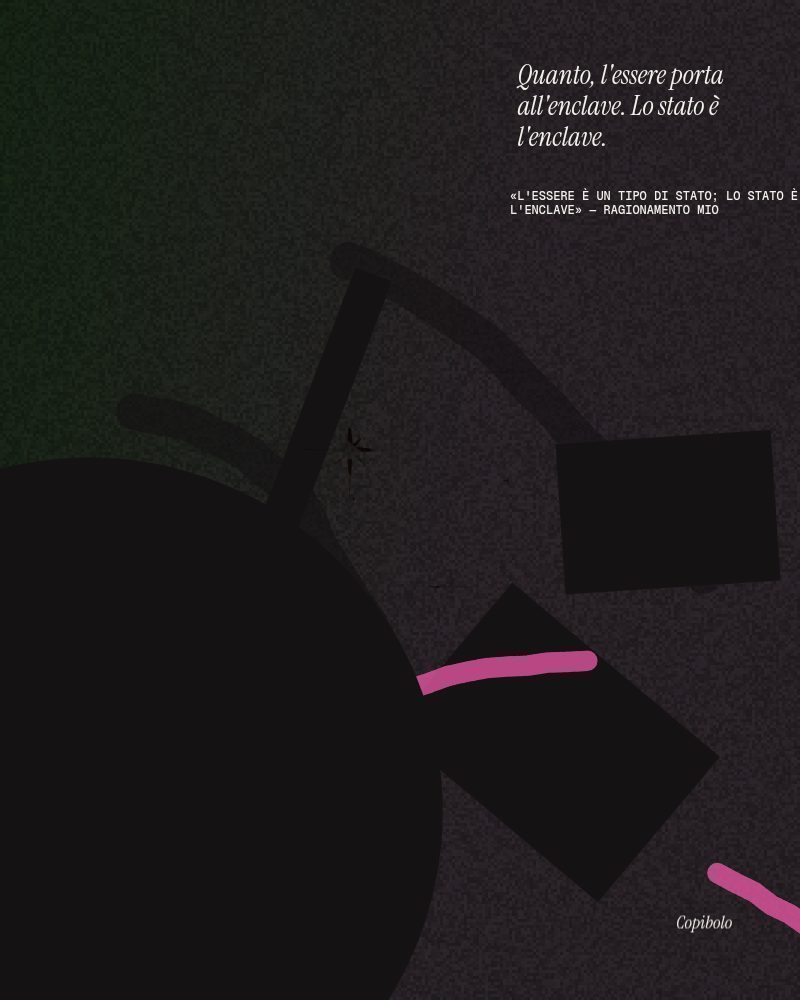 Quanto, l'essere porta
all'enclave. Lo stato è
l'enclave.
«L'ESSERE È UN TIPO DI STATO; LO STATO È
L'ENCLAVE» — RAGIONAMENTO MIO
Copibolo